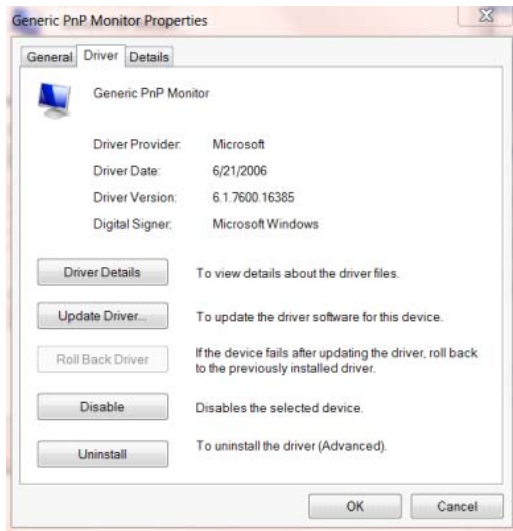 Generic PnP Monitor Properties
General Driver Details
Generic PnP Monitor
Driver Provider: Microsoft
Driver Date: 6/21/2006
Driver Version: 6.1.7600.16385
Digital Signer: Microsoft Windows
Driver Details To view details about the driver files.
Update Driver... To update the driver software for this device.
Roll Back Driver If the device fails after updating the driver, roll back
to the previously installed driver.
Disable Disables the selected device.
Uninstall To uninstall the driver (Advanced).
OK Cancel